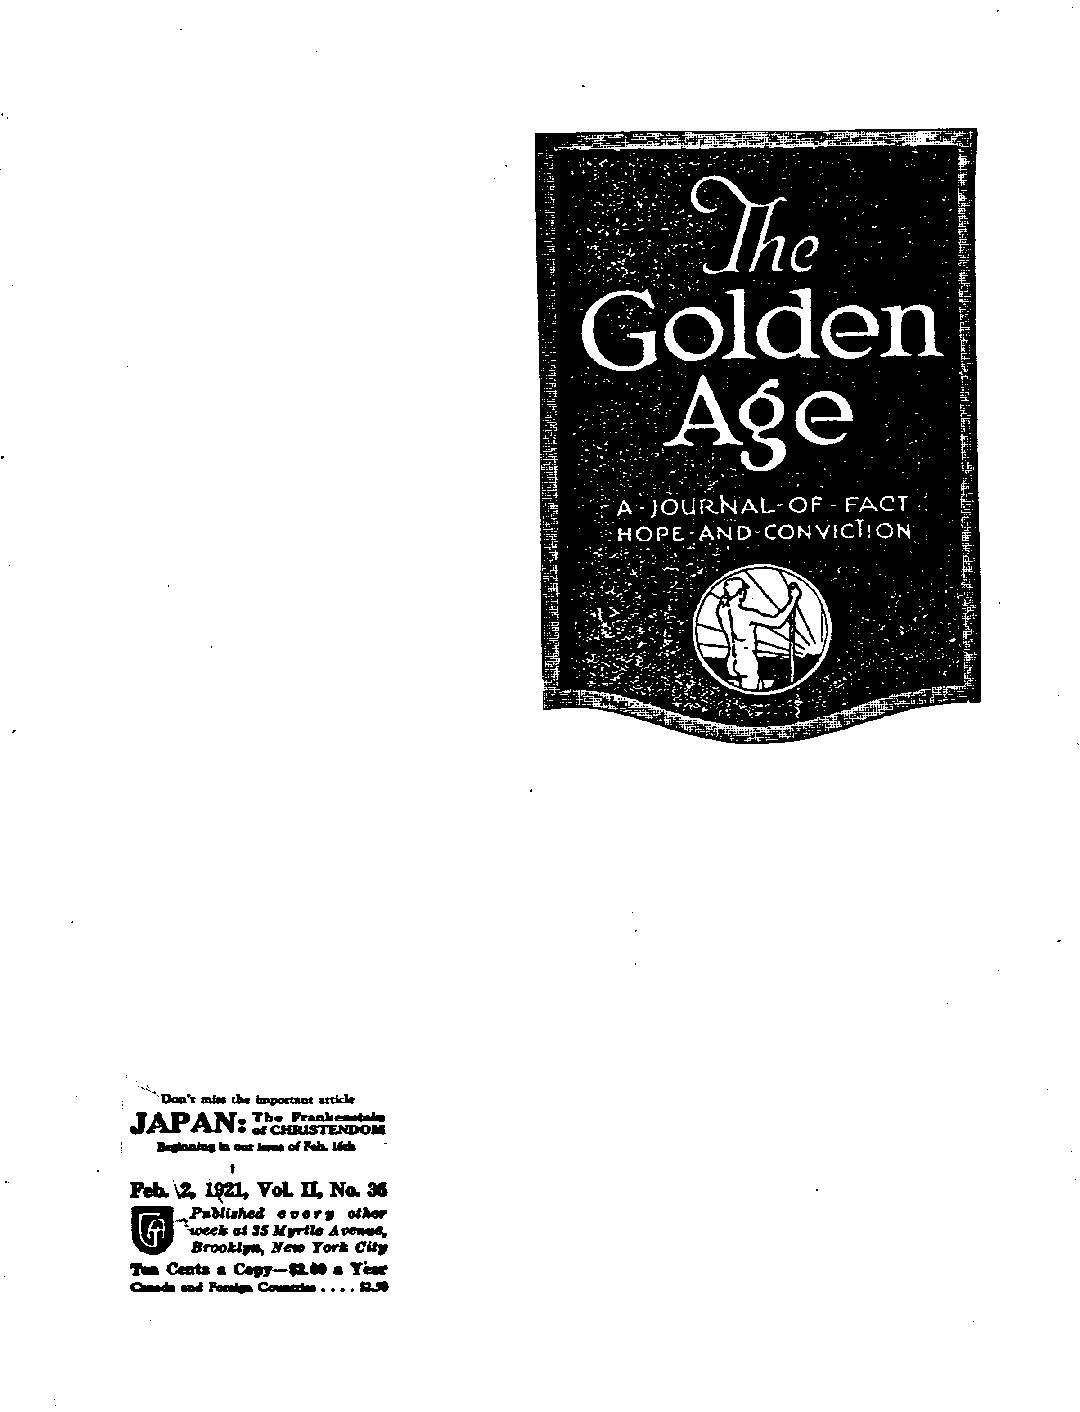 The
Golden
Age
A-JOURNAL-OF-FACT
HOPE-AND-CONVICTION
Don't miss the important article
JAPAN: The Frankenstein
of CHRISTENDOM
Beginning in our issue of Feb. 16th
Feb. 2, 1921, Vol. II, No. 36
Published every other
week at 35 Myrtle Avenue,
Brooklyn, New York City
Ten Cents a Copy—$2.00 a Year
Canada and Foreign Countries . . . . $2.50